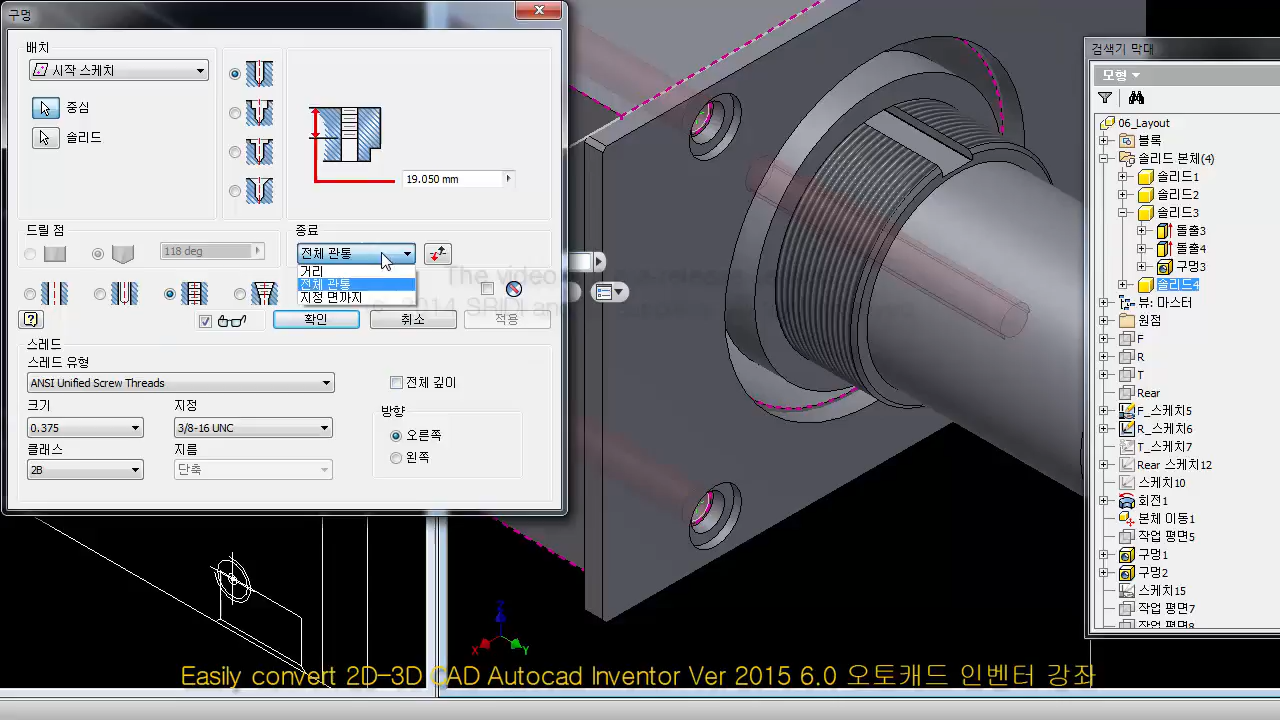 구멍
배치
시작 스케치
중심
솔리드
19.050 mm
드릴 점
118 deg
종료
전체 관통
거리
전체 관통
지정 면까지
확인
취소
적용
스레드
스레드 유형
ANSI Unified Screw Threads
전체 깊이
크기
지정
방향
0.375
3/8-16 UNC
오른쪽
클래스
지름
왼쪽
2B
단축
The video
2014
검색기 막대
모형
06_Layout
블록
솔리드 본체(4)
솔리드1
솔리드2
솔리드3
돌출3
돌출4
구멍3
솔리드4
뷰: 마스터
원점
F
R
T
Rear
F_스케치5
R_스케치6
T_스케치7
Rear 스케치12
스케치10
회전1
본체 이동1
작업 평면5
구멍1
구멍2
스케치15
작업 평면7
작업 평면8
Z
X
Y
Easily convert 2D-3D CAD Autocad Inventor Ver 2015 6.0 오토캐드 인벤터 강좌